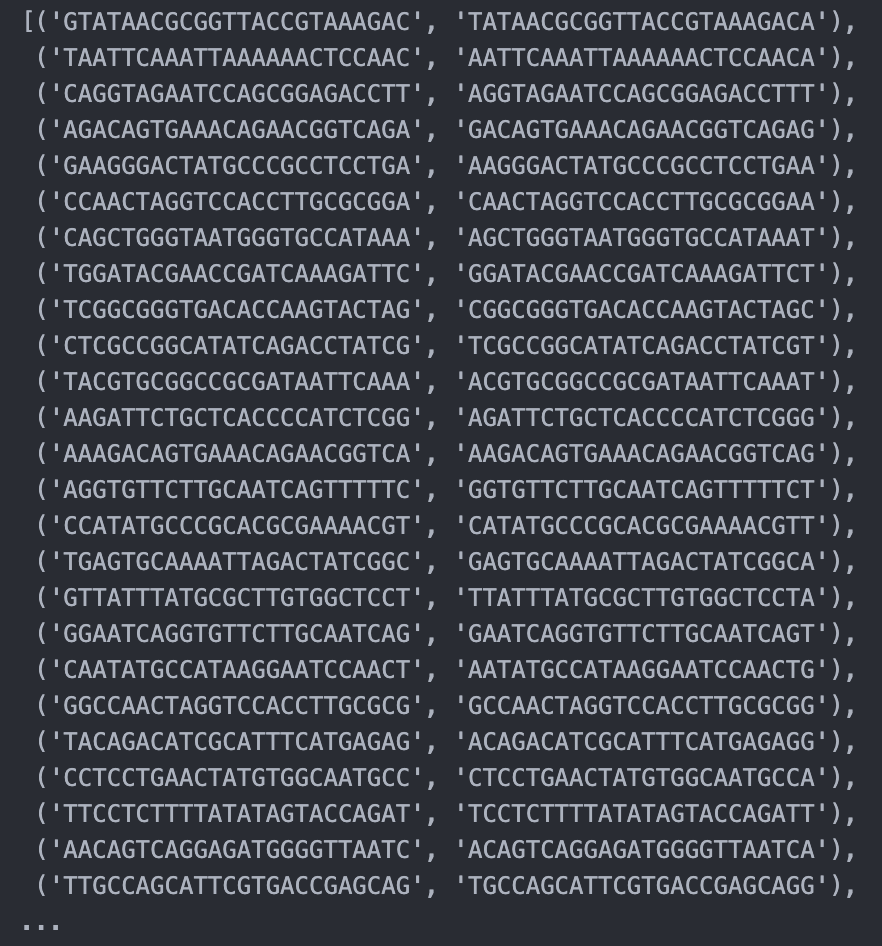 [('GTATAACGCGGTTACCGTAAAGAC', 'TATAACGCGGTTACCGTAAAGACA'),
('TAATTCAAATTAAAAAACTCCAAC', 'AATTCAAATTAAAAAACTCCAACA'),
('CAGGTAGAATCCAGCGGAGACCTT', 'AGGTAGAATCCAGCGGAGACCTTT'),
('AGACAGTGAAACAGAACGGTCAGA', 'GACAGTGAAACAGAACGGTCAGAG'),
('GAAGGGACTATGCCCGCCTCCTGA', 'AAGGGACTATGCCCGCCTCCTGAA'),
('CCAACTAGGTCCACCTTGCGCGGA', 'CAACTAGGTCCACCTTGCGCGGAA'),
('CAGCTGGGTAATGGGTGCCATAAA', 'AGCTGGGTAATGGGTGCCATAAAT'),
('TGGATACGAACCGATCAAAGATTC', 'GGATACGAACCGATCAAAGATTCT'),
('TCGGCGGGTGACACCAAGTACTAG', 'CGGCGGGTGACACCAAGTACTAGC'),
('CTCGCCGGCATATCAGACCTATCG', 'TCGCCGGCATATCAGACCTATCGT'),
('TACGTGCGGCCGCGATAATTCAAA', 'ACGTGCGGCCGCGATAATTCAAAT'),
('AAGATTCTGCTCACCCCATCTCGG', 'AGATTCTGCTCACCCCATCTCGGG'),
('AAAGACAGTGAAACAGAACGGTCA', 'AAGACAGTGAAACAGAACGGTCAG'),
('AGGTGTTCTTGCAATCAGTTTTTC', 'GGTGTTCTTGCAATCAGTTTTTCT'),
('CCATATGCCCGCACGCGAAAACGT', 'CATATGCCCGCACGCGAAAACGTT'),
('TGAGTGCAAAATTAGACTATCGGC', 'GAGTGCAAAATTAGACTATCGGCA'),
('GTTATTTATGCGCTTGTGGCTCCT', 'TTATTTATGCGCTTGTGGCTCCTA'),
('GGAATCAGGTGTTCTTGCAATCAG', 'GAATCAGGTGTTCTTGCAATCAGT'),
('CAATATGCCATAAGGAATCCAACT', 'AATATGCCATAAGGAATCCAACTG'),
('GGCCAACTAGGTCCACCTTGCGCG', 'GCCAACTAGGTCCACCTTGCGCGG'),
('TACAGACATCGCATTTCATGAGAG', 'ACAGACATCGCATTTCATGAGAGG'),
('CCTCCTGAACTATGTGGCAATGCC', 'CTCCTGAACTATGTGGCAATGCCA'),
('TTCCTCTTTTATATAGTACCAGAT', 'TCCTCTTTTATATAGTACCAGATT'),
('AACAGTCAGGAGATGGGGTTAATC', 'ACAGTCAGGAGATGGGGTTAATCA'),
('TTGCCAGCATTCGTGACCGAGCAG', 'TGCCAGCATTCGTGACCGAGCAGG'),
...